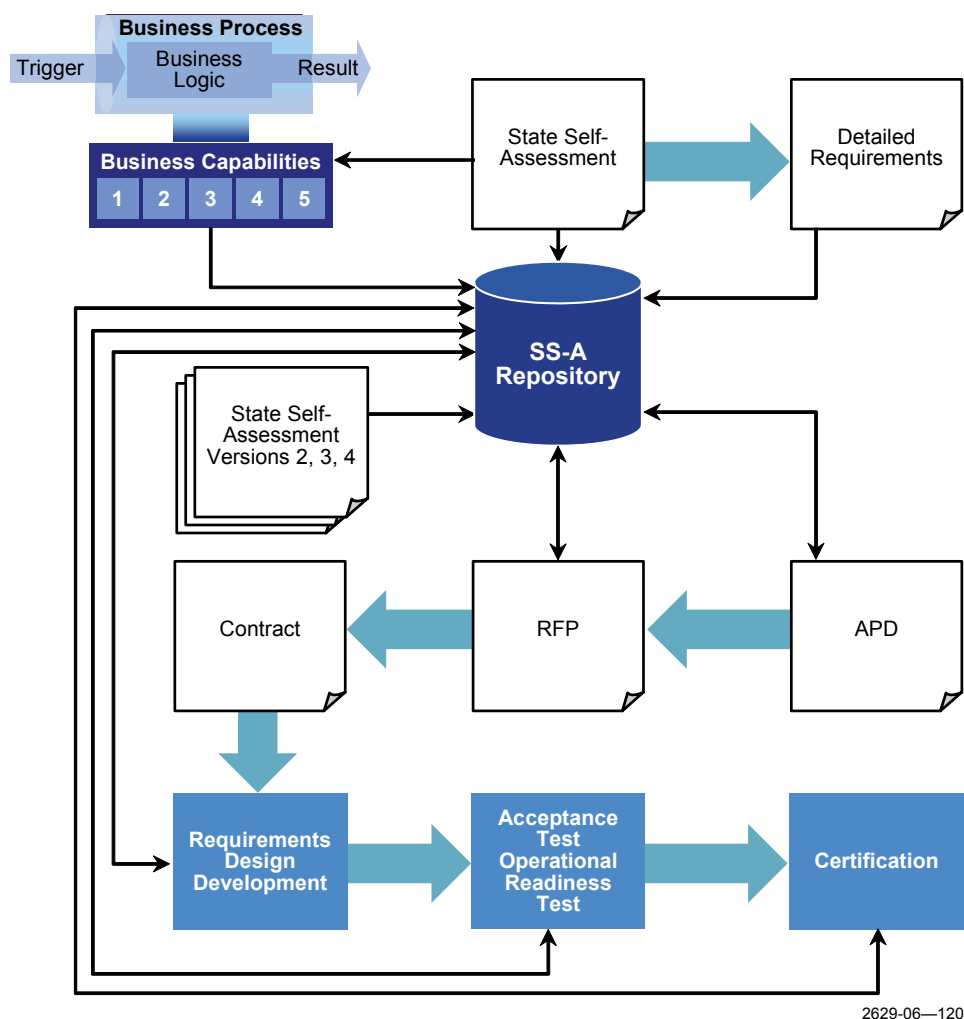 Business Process
Trigger
Business
Logic
Result
Business Capabilities
1 2 3 4 5
State Self-
Assessment
Detailed
Requirements
SS-A
Repository
State Self-
Assessment
Versions 2, 3, 4
Contract
RFP
APD
Requirements
Design
Development
Acceptance
Test
Operational
Readiness
Test
Certification
2629-06—120